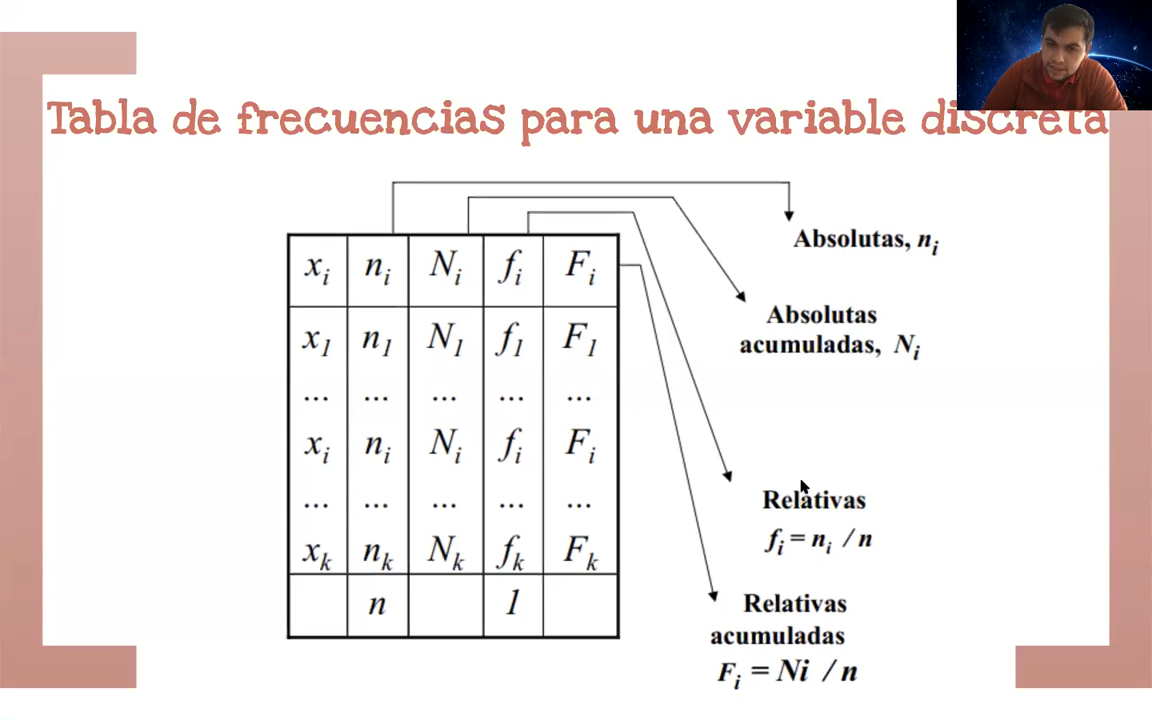 Tabla de frecuencias para una variable discreta
xi ni Ni fi Fi
x1 n1 N1 f1 F1
... ... ... ... ...
xi ni Ni fi Fi
... ... ... ... ...
xk nk Nk fk Fk
n 1
Absolutas, ni
Absolutas
acumuladas, Ni
Relativas
fi = ni / n
Relativas
acumuladas
Fi = Ni / n